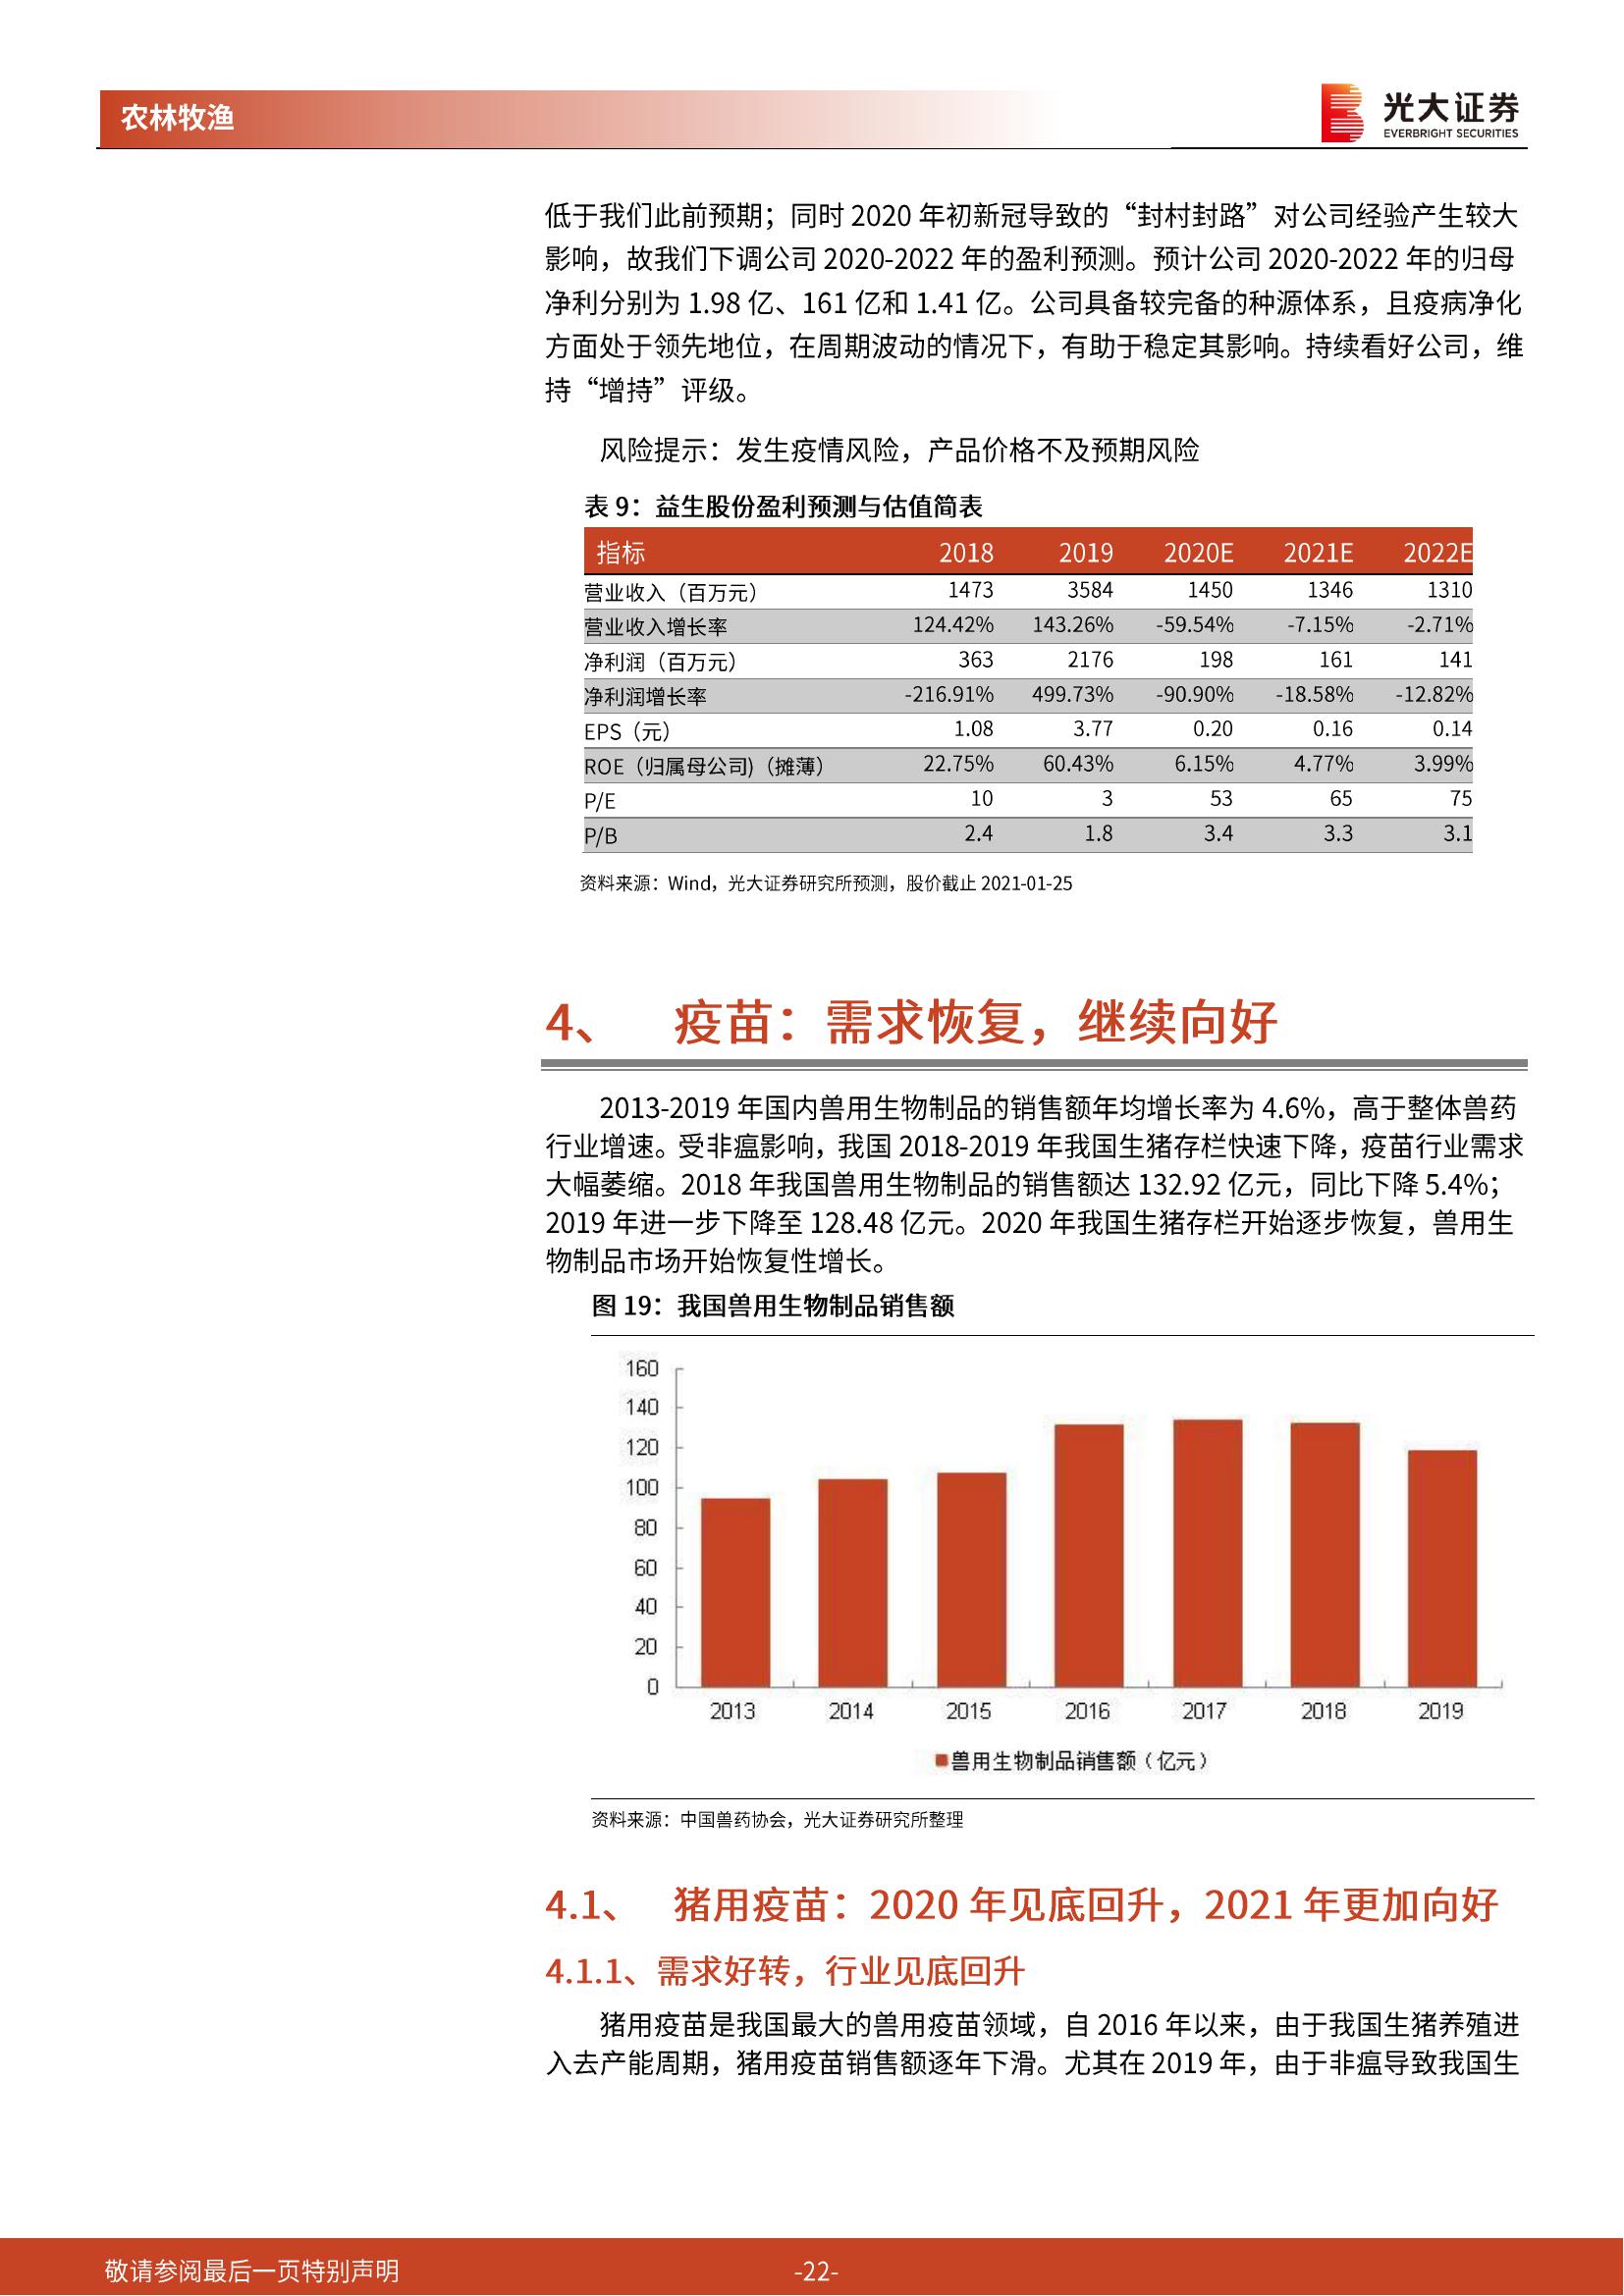 农林牧渔
光大证券
EVERBRIGHT SECURITIES
低于我们此前预期；同时 2020 年初新冠导致的“封村封路”对公司经验产生较大
影响，故我们下调公司 2020-2022 年的盈利预测。预计公司 2020-2022 年的归母
净利分别为 1.98 亿、161 亿和 1.41 亿。公司具备较完备的种源体系，且疫病净化
方面处于领先地位，在周期波动的情况下，有助于稳定其影响。持续看好公司，维
持“增持”评级。
风险提示：发生疫情风险，产品价格不及预期风险
表 9：益生股份盈利预测与估值简表
指标 2018 2019 2020E 2021E 2022E
营业收入（百万元） 1473 3584 1450 1346 1310
营业收入增长率 124.42% 143.26% -59.54% -7.15% -2.71%
净利润（百万元） 363 2176 198 161 141
净利润增长率 -216.91% 499.73% -90.90% -18.58% -12.82%
EPS（元） 1.08 3.77 0.20 0.16 0.14
ROE（归属母公司)（摊薄） 22.75% 60.43% 6.15% 4.77% 3.99%
P/E 10 3 53 65 75
P/B 2.4 1.8 3.4 3.3 3.1
资料来源：Wind，光大证券研究所预测，股价截止 2021-01-25
4、 疫苗：需求恢复，继续向好
2013-2019 年国内兽用生物制品的销售额年均增长率为 4.6%，高于整体兽药
行业增速。受非瘟影响，我国 2018-2019 年我国生猪存栏快速下降，疫苗行业需求
大幅萎缩。2018 年我国兽用生物制品的销售额达 132.92 亿元，同比下降 5.4%；
2019 年进一步下降至 128.48 亿元。2020 年我国生猪存栏开始逐步恢复，兽用生
物制品市场开始恢复性增长。
图 19：我国兽用生物制品销售额
160
140
120
100
80
60
40
20
0
2013 2014 2015 2016 2017 2018 2019
兽用生物制品销售额（亿元）
资料来源：中国兽药协会，光大证券研究所整理
4.1、 猪用疫苗：2020 年见底回升，2021 年更加向好
4.1.1、需求好转，行业见底回升
猪用疫苗是我国最大的兽用疫苗领域，自 2016 年以来，由于我国生猪养殖进
入去产能周期，猪用疫苗销售额逐年下滑。尤其在 2019 年，由于非瘟导致我国生
敬请参阅最后一页特别声明
-22-